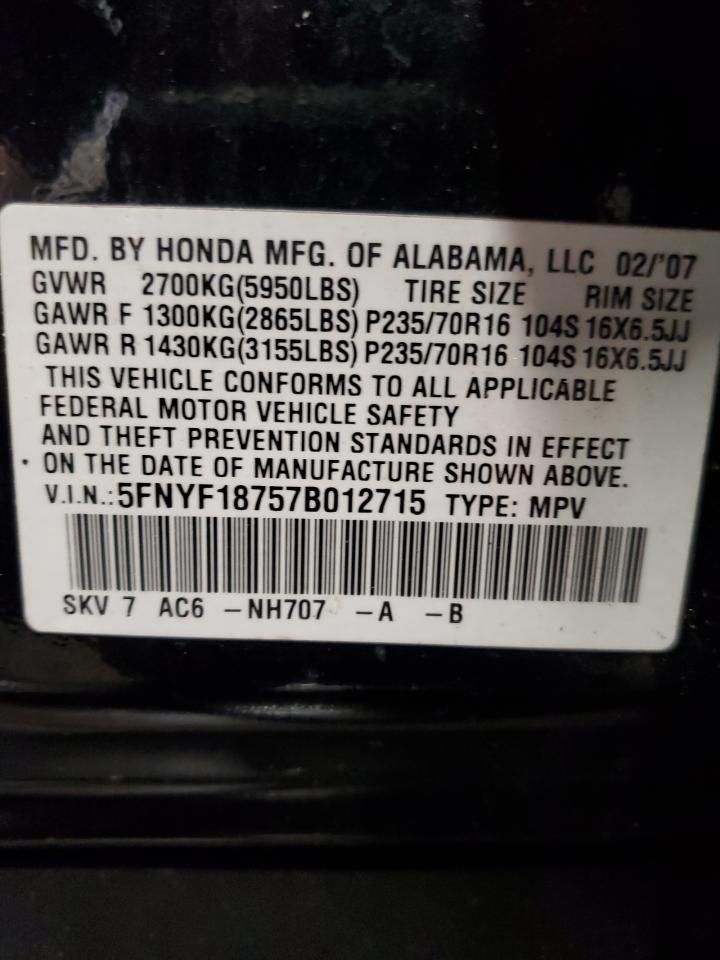 MFD. BY HONDA MFG. OF ALABAMA, LLC 02/'07
GVWR 2700KG(5950LBS) TIRE SIZE RIM SIZE
GAWR F 1300KG(2865LBS) P235/70R16 104S 16X6.5JJ
GAWR R 1430KG(3155LBS) P235/70R16 104S 16X6.5JJ
THIS VEHICLE CONFORMS TO ALL APPLICABLE
FEDERAL MOTOR VEHICLE SAFETY
AND THEFT PREVENTION STANDARDS IN EFFECT
ON THE DATE OF MANUFACTURE SHOWN ABOVE.
V.I.N.: 5FNYF18757B012715 TYPE: MPV
SKV 7 AC6 -NH707 -A -B